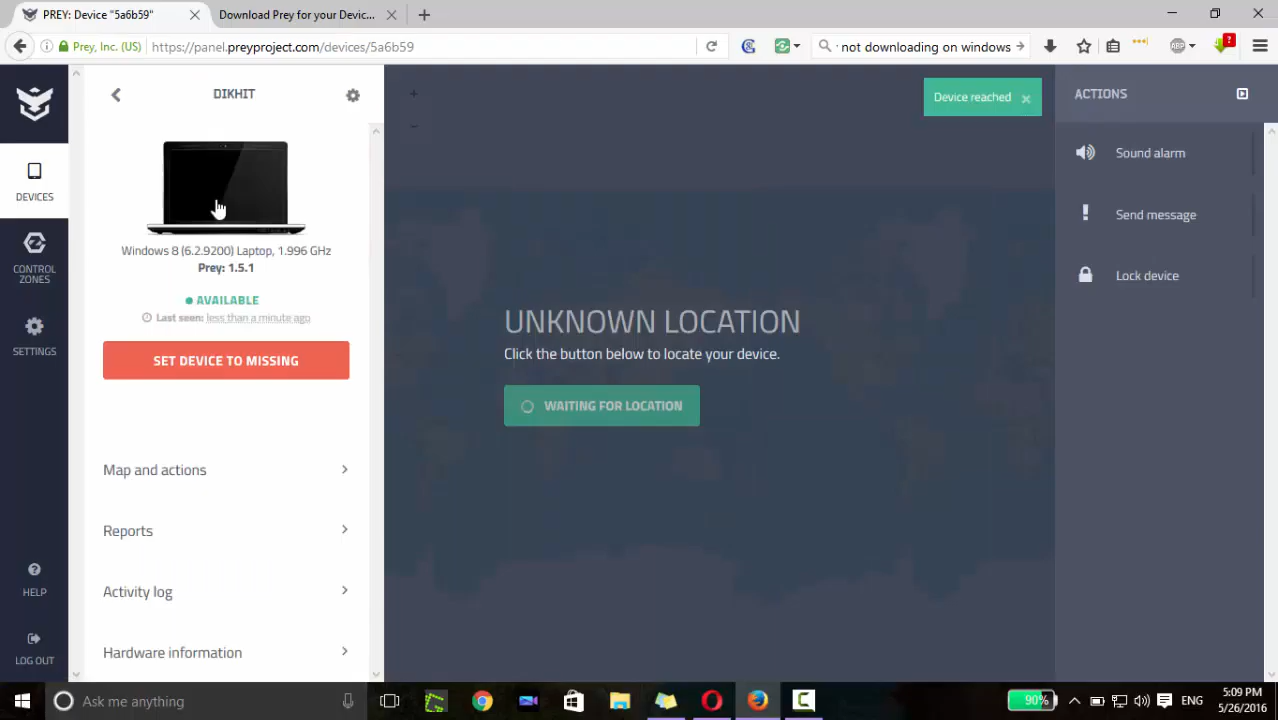 PREY: Device "5a6b59"
Download Prey for your Devic...
Prey, Inc. (US)
https://panel.preyproject.com/devices/5a6b59
not downloading on windows
ABP
?
DIKHIT
Device reached
ACTIONS
Sound alarm
DEVICES
Send message
Windows 8 (6.2.9200) Laptop, 1.996 GHz
Prey: 1.5.1
CONTROL
ZONES
Lock device
AVAILABLE
Last seen: less than a minute ago
UNKNOWN LOCATION
Click the button below to locate your device.
SETTINGS
SET DEVICE TO MISSING
WAITING FOR LOCATION
Map and actions
Reports
Activity log
HELP
Hardware information
LOG OUT
Ask me anything
90%
ENG
5:09 PM
5/26/2016